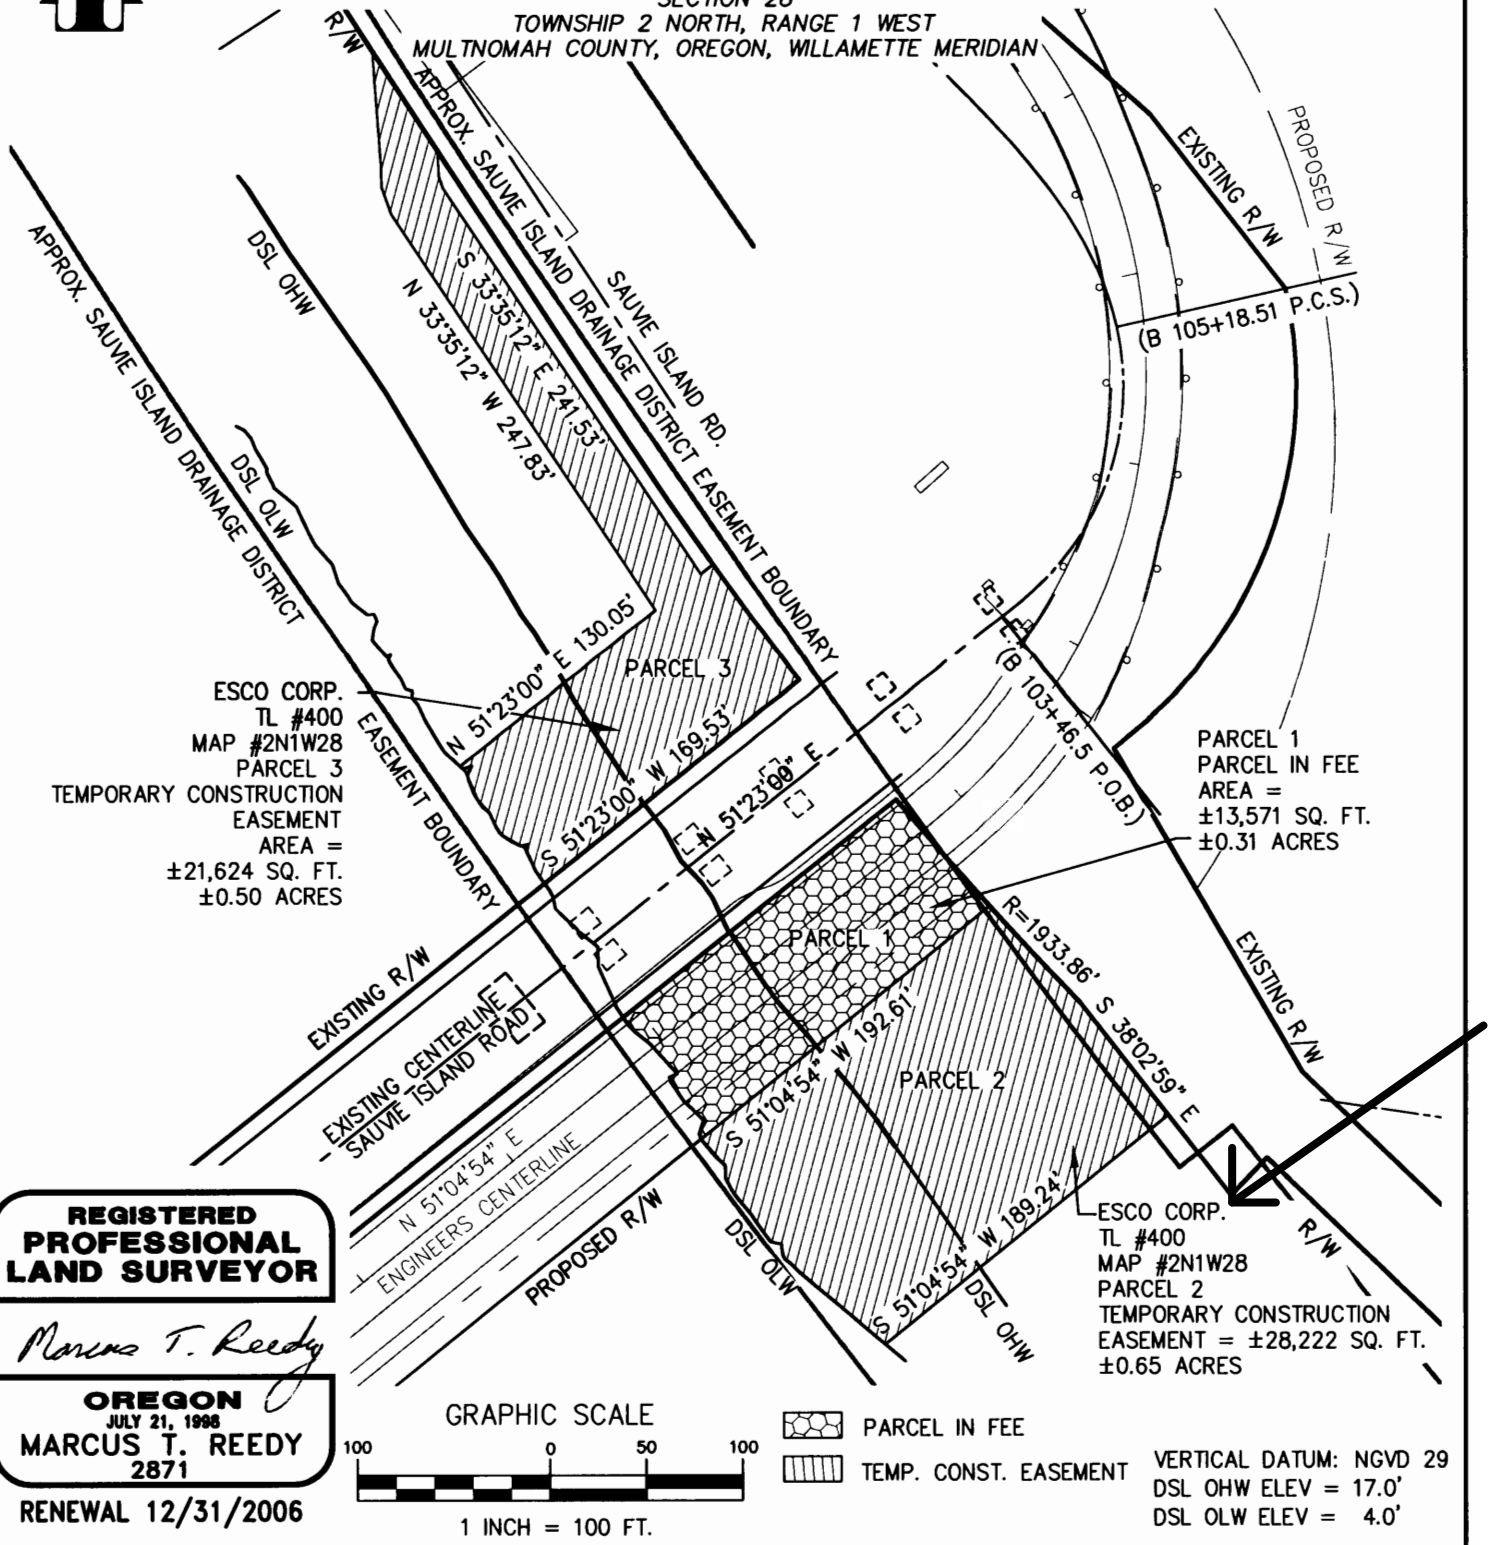 SECTION 28
TOWNSHIP 2 NORTH, RANGE 1 WEST
MULTNOMAH COUNTY, OREGON, WILLAMETTE MERIDIAN
R/W
APPROX. SAUVIE ISLAND DRAINAGE DISTRICT EASEMENT BOUNDARY
SAUVIE ISLAND RD.
EXISTING R/W
PROPOSED R/W
(B 105+18.51 P.C.S.)
APPROX. SAUVIE ISLAND DRAINAGE DISTRICT
EASEMENT BOUNDARY
DSL OHW
DSL OLW
S 33°35'12" E 241.53'
N 33°35'12" W 247.83'
N 51°23'00" E 130.05'
PARCEL 3
S 51°23'00" W 169.53'
ESCO CORP.
TL #400
MAP #2N1W28
PARCEL 3
TEMPORARY CONSTRUCTION
EASEMENT
AREA =
±21,624 SQ. FT.
±0.50 ACRES
N 51°23'00" E
(B 103+46.5 P.O.B.)
PARCEL 1
PARCEL IN FEE
AREA =
±13,571 SQ. FT.
±0.31 ACRES
PARCEL 1
R=1933.86'
S 38°02'59" E
EXISTING R/W
EXISTING R/W
EXISTING CENTERLINE
SAUVIE ISLAND ROAD
S 51°04'54" W 192.61'
PARCEL 2
N 51°04'54" E
ENGINEERS CENTERLINE
PROPOSED R/W
DSL OLW
S 51°04'54" W 189.24'
DSL OHW
R/W
ESCO CORP.
TL #400
MAP #2N1W28
PARCEL 2
TEMPORARY CONSTRUCTION
EASEMENT = ±28,222 SQ. FT.
±0.65 ACRES
REGISTERED
PROFESSIONAL
LAND SURVEYOR
Marcus T. Reedy
OREGON
JULY 21, 1998
MARCUS T. REEDY
2871
RENEWAL 12/31/2006
GRAPHIC SCALE
100 0 50 100
1 INCH = 100 FT.
PARCEL IN FEE
TEMP. CONST. EASEMENT
VERTICAL DATUM: NGVD 29
DSL OHW ELEV = 17.0'
DSL OLW ELEV = 4.0'